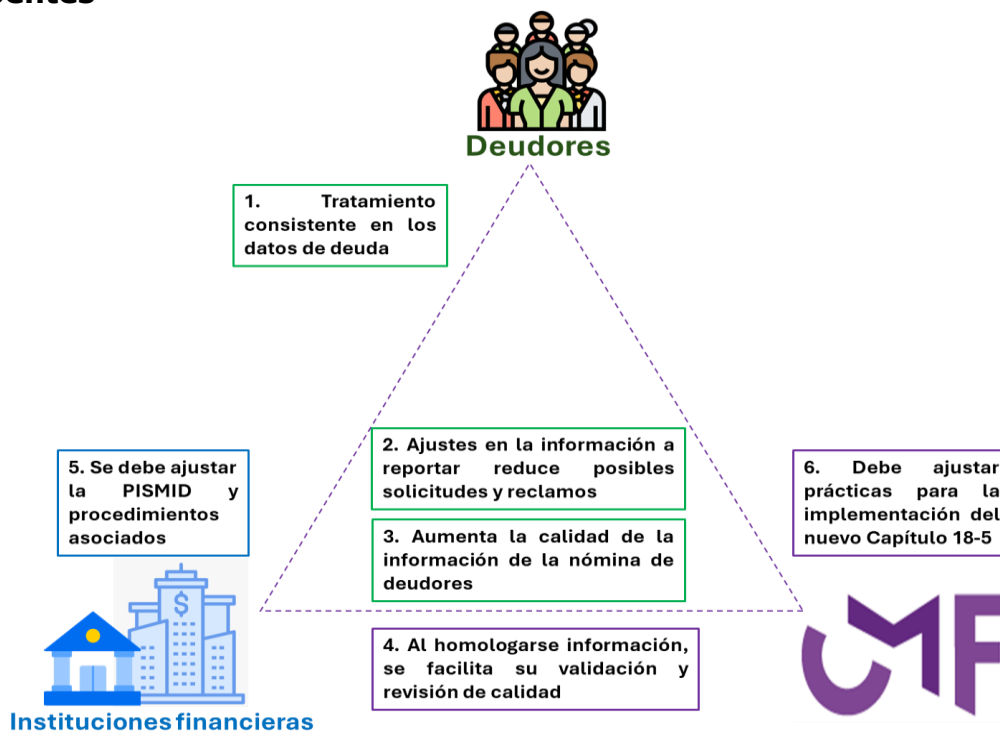 Deudores
1. Tratamiento
consistente en los
datos de deuda
2. Ajustes en la información a
reportar reduce posibles
solicitudes y reclamos
5. Se debe ajustar
la PISMID y
procedimientos
asociados
6. Debe ajustar
prácticas para la
implementación del
nuevo Capítulo 18-5
3. Aumenta la calidad de la
información de la nómina de
deudores
$
4. Al homologarse información,
se facilita su validación y
revisión de calidad
CMF
Instituciones financieras